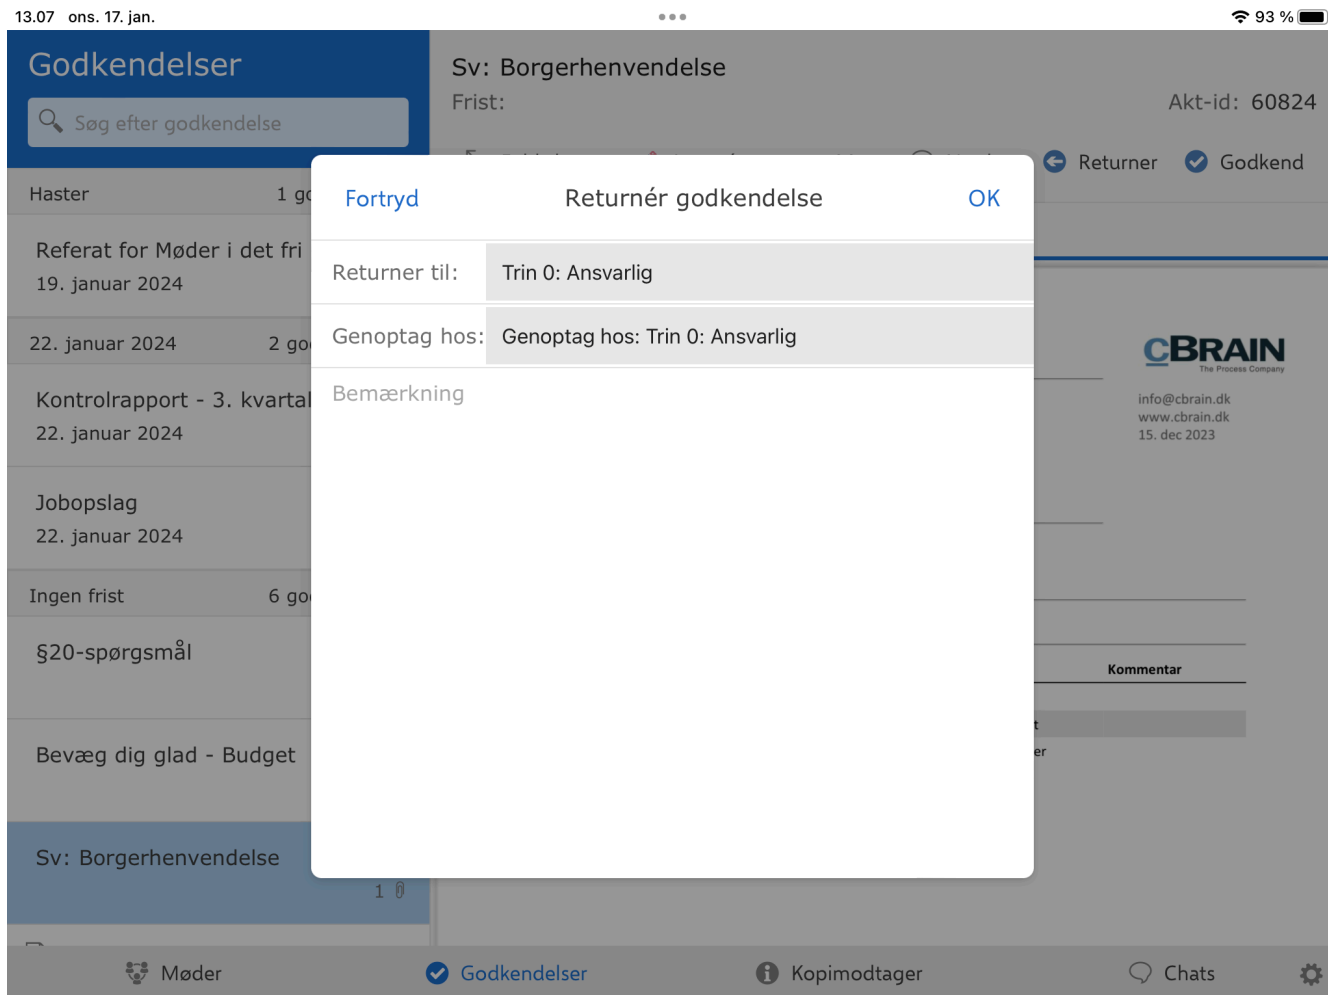 13.07 ons. 17. jan.
93 %
Godkendelser
Søg efter godkendelse
Haster 1
Referat for Møder i det fri
19. januar 2024
22. januar 2024 2
Kontrolrapport - 3. kvartal
22. januar 2024
Jobopslag
22. januar 2024
Ingen frist 6
§20-spørgsmål
Bevæg dig glad - Budget
Sv: Borgerhenvendelse
1
Sv: Borgerhenvendelse
Frist:
Akt-id: 60824
Returner Godkend
Fortryd Returnér godkendelse OK
Returner til: Trin 0: Ansvarlig
Genoptag hos: Genoptag hos: Trin 0: Ansvarlig
Bemærkning
CBRAIN
The Process Company
info@cbrain.dk
www.cbrain.dk
15. dec 2023
Kommentar
Møder Godkendelser Kopimodtager Chats